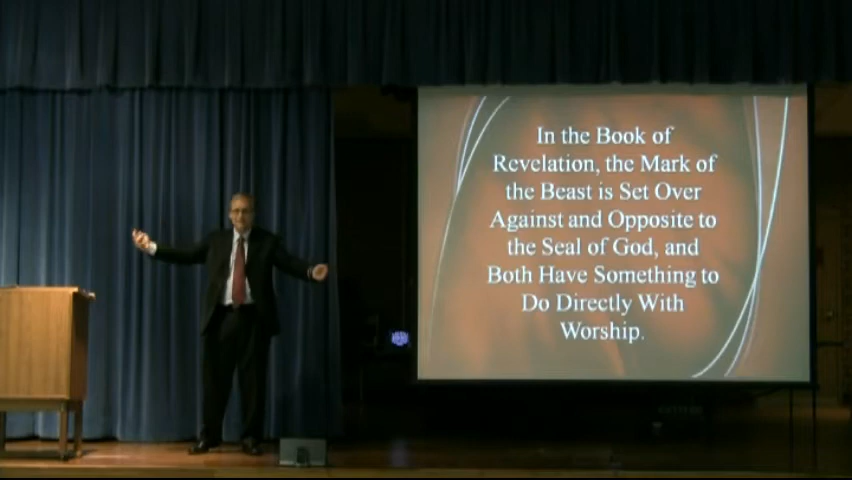 In the Book of
Revelation, the Mark of
the Beast is Set Over
Against and Opposite to
the Seal of God, and
Both Have Something to
Do Directly With
Worship.